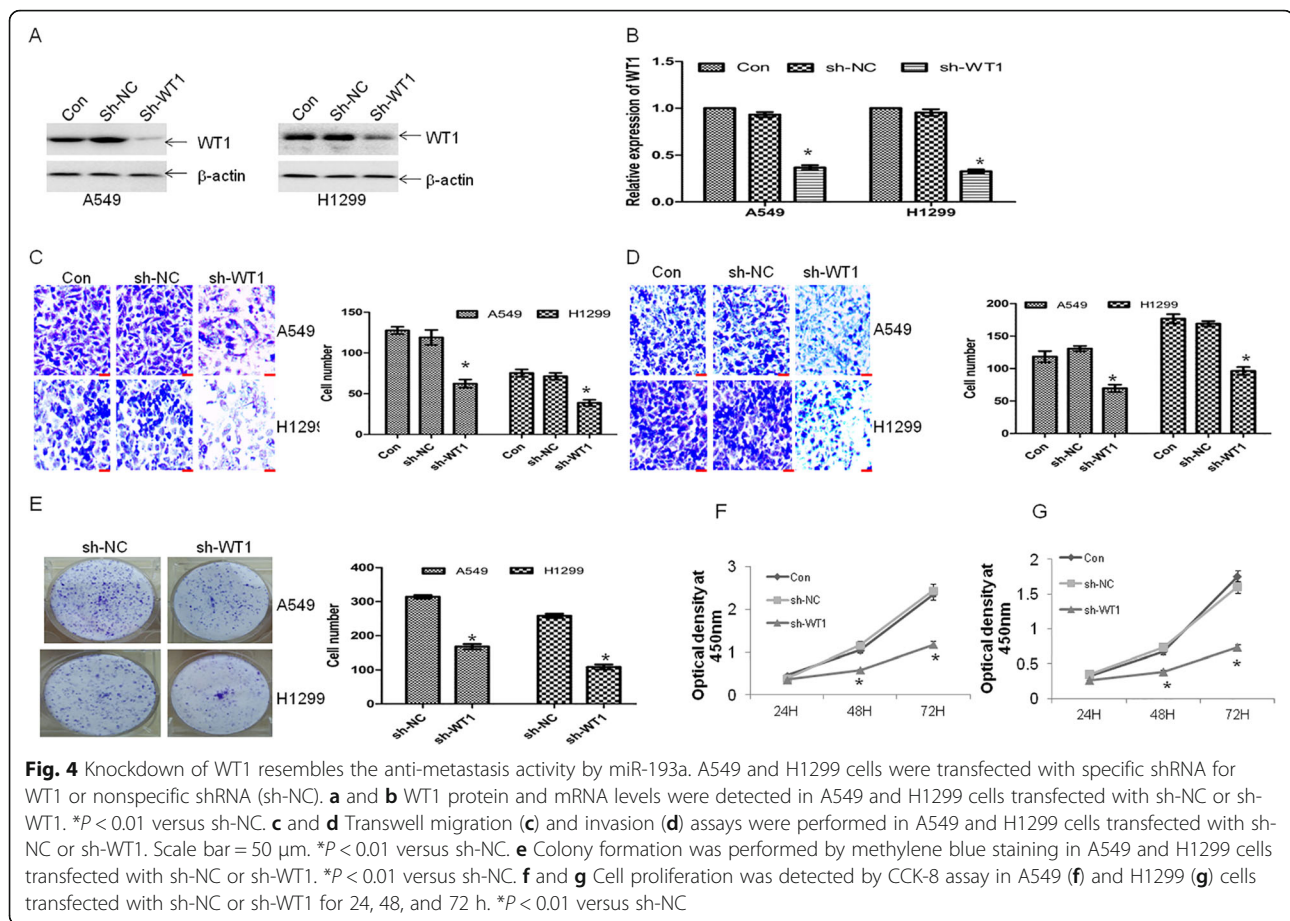 A
Con
Sh-NC
Sh-WT1
WT1
β-actin
A549
Con
Sh-NC
Sh-WT1
WT1
β-actin
H1299
B
Con
sh-NC
sh-WT1
Relative expression of WT1
1.5
1.0
0.5
0.0
*
*
A549
H1299
C
Con
sh-NC
sh-WT1
A549
H1299
A549
H1299
Cell number
150
100
50
0
*
*
Con
sh-NC
sh-WT1
Con
sh-NC
sh-WT1
D
Con
sh-NC
sh-WT1
A549
H1299
A549
H1299
Cell number
200
150
100
50
0
*
*
Con
sh-NC
sh-WT1
Con
sh-NC
sh-WT1
E
sh-NC
sh-WT1
A549
H1299
A549
H1299
Cell number
400
300
200
100
0
*
*
sh-NC
sh-WT1
sh-NC
sh-WT1
F
Optical density at
450nm
3
2
1
0
Con
sh-NC
sh-WT1
*
*
24H
48H
72H
G
Optical density at
450nm
2
1.5
1
0.5
0
Con
sh-NC
sh-WT1
*
*
24H
48H
72H
Fig. 4 Knockdown of WT1 resembles the anti-metastasis activity by miR-193a. A549 and H1299 cells were transfected with specific shRNA for
WT1 or nonspecific shRNA (sh-NC). a and b WT1 protein and mRNA levels were detected in A549 and H1299 cells transfected with sh-NC or sh-
WT1. *P < 0.01 versus sh-NC. c and d Transwell migration (c) and invasion (d) assays were performed in A549 and H1299 cells transfected with sh-
NC or sh-WT1. Scale bar = 50 μm. *P < 0.01 versus sh-NC. e Colony formation was performed by methylene blue staining in A549 and H1299 cells
transfected with sh-NC or sh-WT1. *P < 0.01 versus sh-NC. f and g Cell proliferation was detected by CCK-8 assay in A549 (f) and H1299 (g) cells
transfected with sh-NC or sh-WT1 for 24, 48, and 72 h. *P < 0.01 versus sh-NC